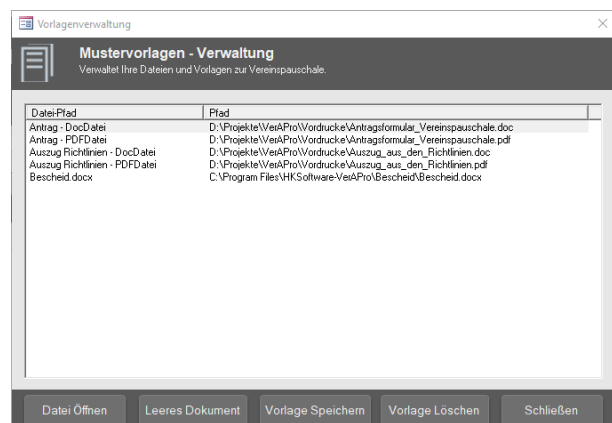 Vorlagenverwaltung
Mustervorlagen - Verwaltung
Verwaltet Ihre Dateien und Vorlagen zur Vereinspauschale.
Datei-Pfad Pfad
Antrag - DocDatei D:\Projekte\VerAPro\Vordrucke\Antragsformular_Vereinspauschale.doc
Antrag - PDFDatei D:\Projekte\VerAPro\Vordrucke\Antragsformular_Vereinspauschale.pdf
Auszug Richtlinien - DocDatei D:\Projekte\VerAPro\Vordrucke\Auszug_aus_den_Richtlinien.doc
Auszug Richtlinien - PDFDatei D:\Projekte\VerAPro\Vordrucke\Auszug_aus_den_Richtlinien.pdf
Bescheid.docx C:\Program Files\HKSoftware-VerAPro\Bescheid\Bescheid.docx
Datei Öffnen Leeres Dokument Vorlage Speichern Vorlage Löschen Schließen